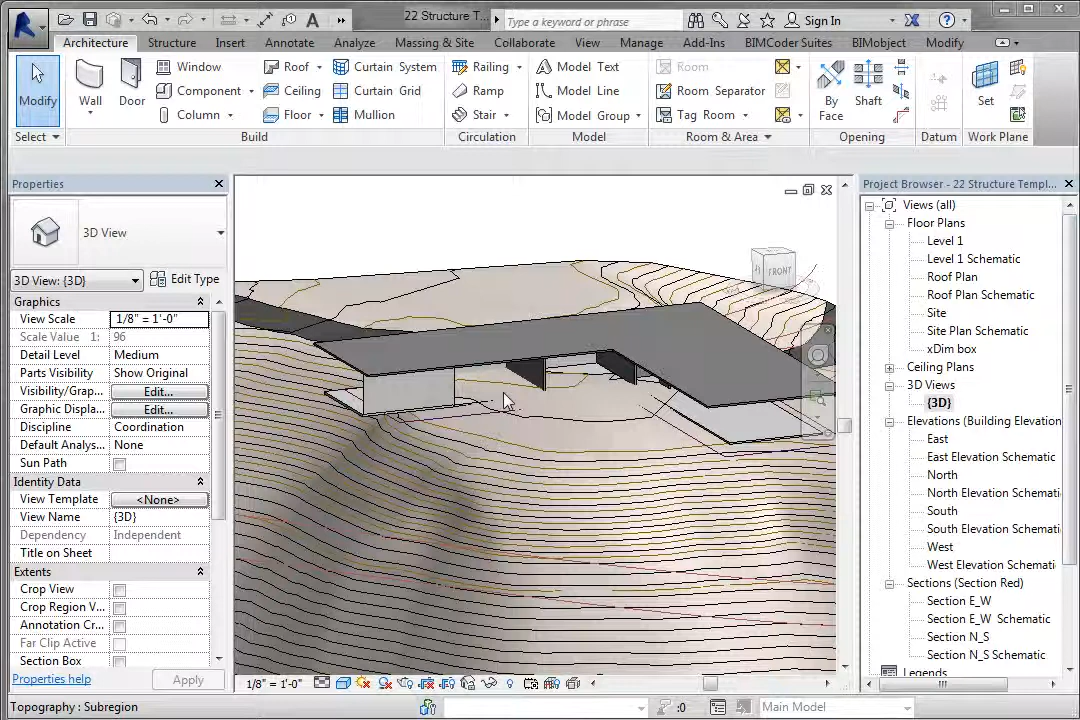 22 Structure T...
Type a keyword or phrase
Sign In
Architecture
Structure
Insert
Annotate
Analyze
Massing & Site
Collaborate
View
Manage
Add-Ins
BIMCoder Suites
BIMobject
Modify
Modify
Wall
Door
Window
Component
Column
Roof
Ceiling
Floor
Curtain System
Curtain Grid
Mullion
Railing
Ramp
Stair
Model Text
Model Line
Model Group
Room
Room Separator
Tag Room
By
Face
Shaft
Set
Select
Build
Circulation
Model
Room & Area
Opening
Datum
Work Plane
Properties
3D View
3D View: {3D}
Edit Type
Graphics
View Scale 1/8" = 1'-0"
Scale Value 1: 96
Detail Level Medium
Parts Visibility Show Original
Visibility/Grap... Edit...
Graphic Displa... Edit...
Discipline Coordination
Default Analys... None
Sun Path
Identity Data
View Template <None>
View Name {3D}
Dependency Independent
Title on Sheet
Extents
Crop View
Crop Region V...
Annotation Cr...
Far Clip Active
Section Box
Properties help
Apply
FRONT
1/8" = 1'-0"
Project Browser - 22 Structure Templ...
Views (all)
Floor Plans
Level 1
Level 1 Schematic
Roof Plan
Roof Plan Schematic
Site
Site Plan Schematic
xDim box
Ceiling Plans
3D Views
{3D}
Elevations (Building Elevation
East
East Elevation Schematic
North
North Elevation Schemati
South
South Elevation Schemati
West
West Elevation Schematic
Sections (Section Red)
Section E_W
Section E_W Schematic
Section N_S
Section N_S Schematic
Legends
Topography : Subregion
:0
Main Model